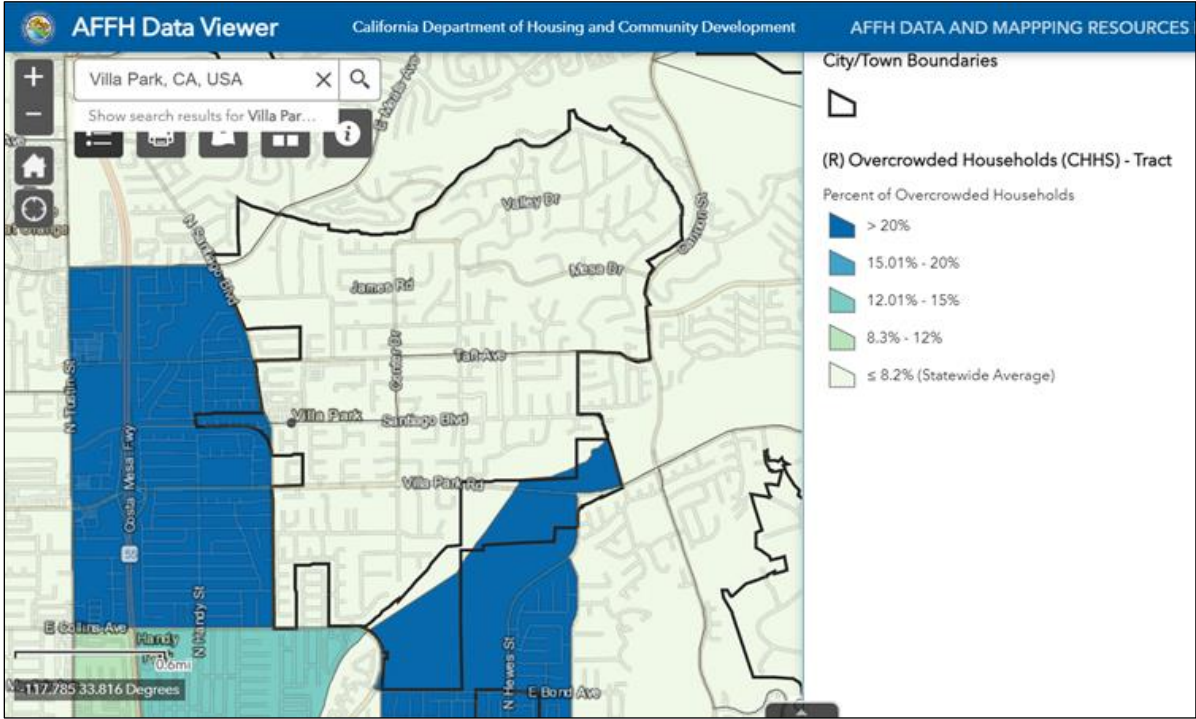 AFFH Data Viewer
California Department of Housing and Community Development
AFFH DATA AND MAPPPING RESOURCES
+
Villa Park, CA, USA
Show search results for Villa Par...
−
City/Town Boundaries
(R) Overcrowded Households (CHHS) - Tract
Percent of Overcrowded Households
> 20%
15.01% - 20%
12.01% - 15%
8.3% - 12%
≤ 8.2% (Statewide Average)
E Meats Ave
Valley Dr
N Santiago Blvd
Cannon St
Mesa Dr
James Rd
Center Dr
Taft Ave
N Tustin St
Villa Park
Santiago Blvd
Costa Mesa Fwy
Villa Park Rd
55
N Handy St
E Collins Ave
Handy
0.6mi
-117.785 33.816 Degrees
N Hewes St
E Bond Ave